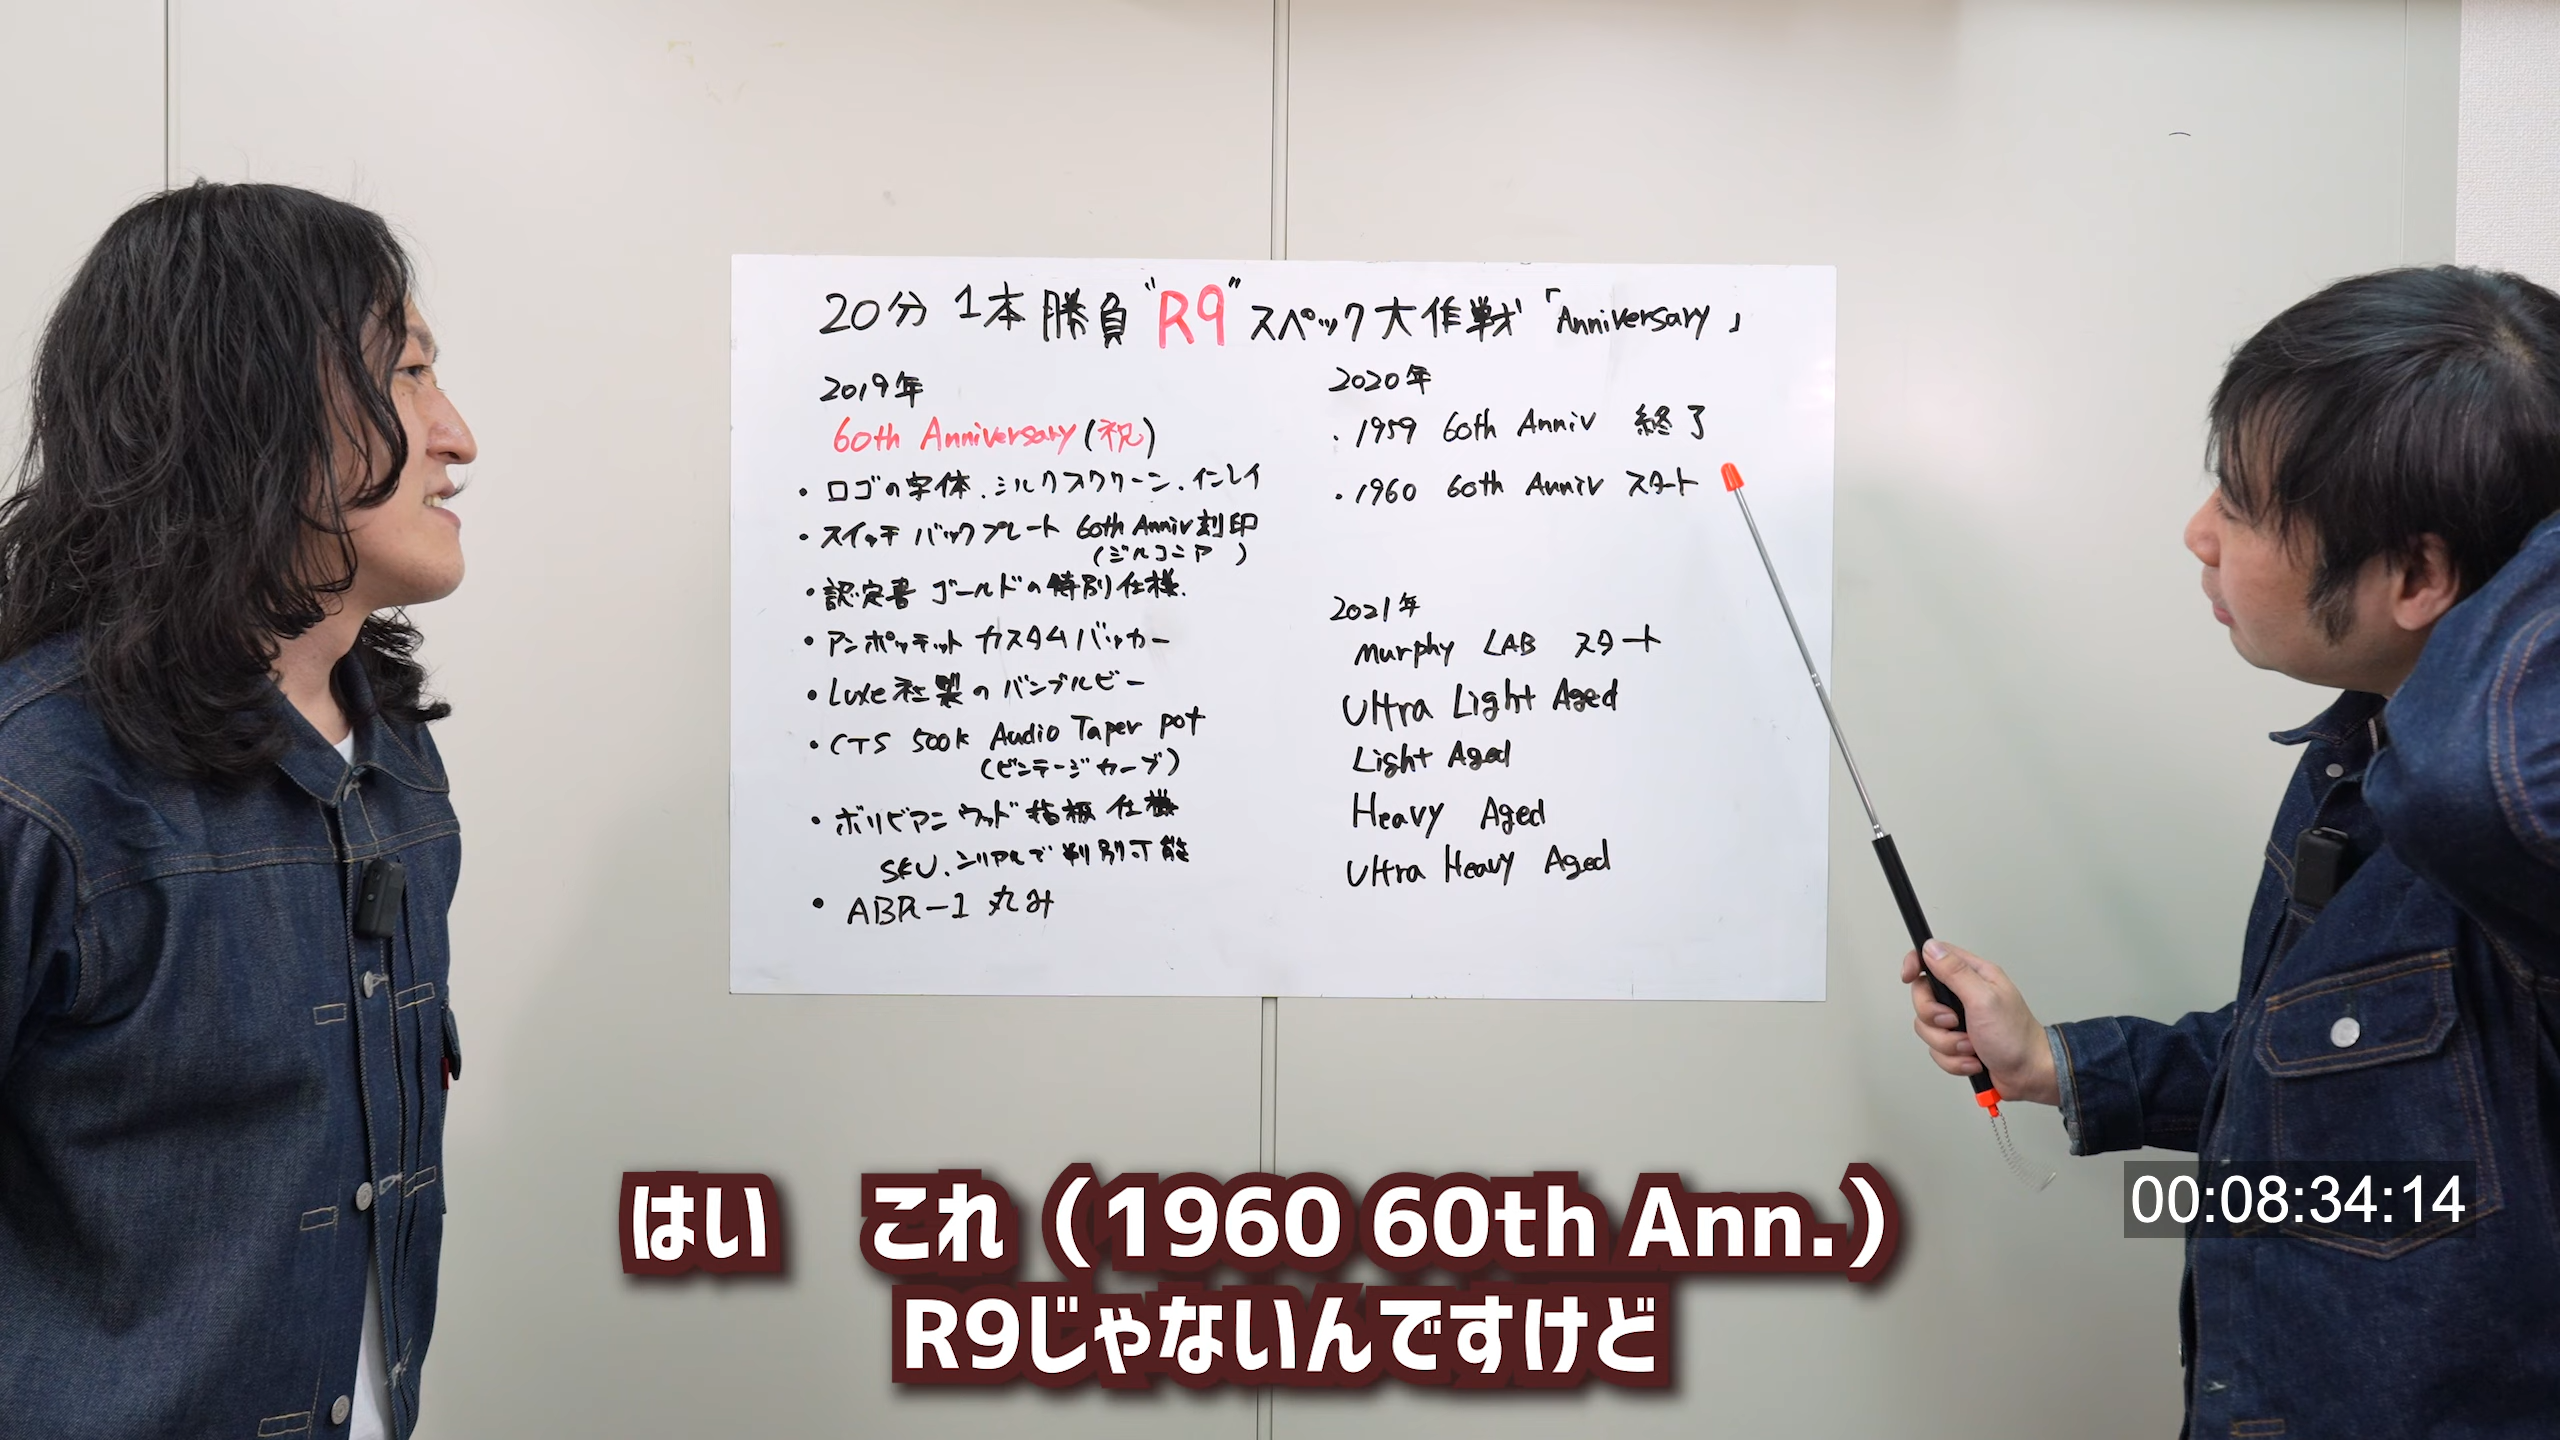 20分 1本勝負 "R9" スペック大作戦「Anniversary」
2019年
60th Anniversary (祝)
・ロゴの字体.シルクスクリーン.インレイ
・スイッチ バックプレート 60th Anniv刻印
(ジルコニア)
・認定書 ゴールドの特別仕様.
・アンポッテット カスタムバッカー
・Luxe社製のバンブルビー
・CTS 500k Audio Taper pot
(ビンテージカーブ)
・ボリビアンウッド指板仕様
SKU.シリアルで判別可能
・ABR-1 丸み
2020年
・1959 60th Anniv 終了
・1960 60th Anniv スタート
2021年
murphy LAB スタート
Ultra Light Aged
Light Aged
Heavy Aged
Ultra Heavy Aged
00:08:34:14
はい　これ（1960 60th Ann.）
R9じゃないんですけど